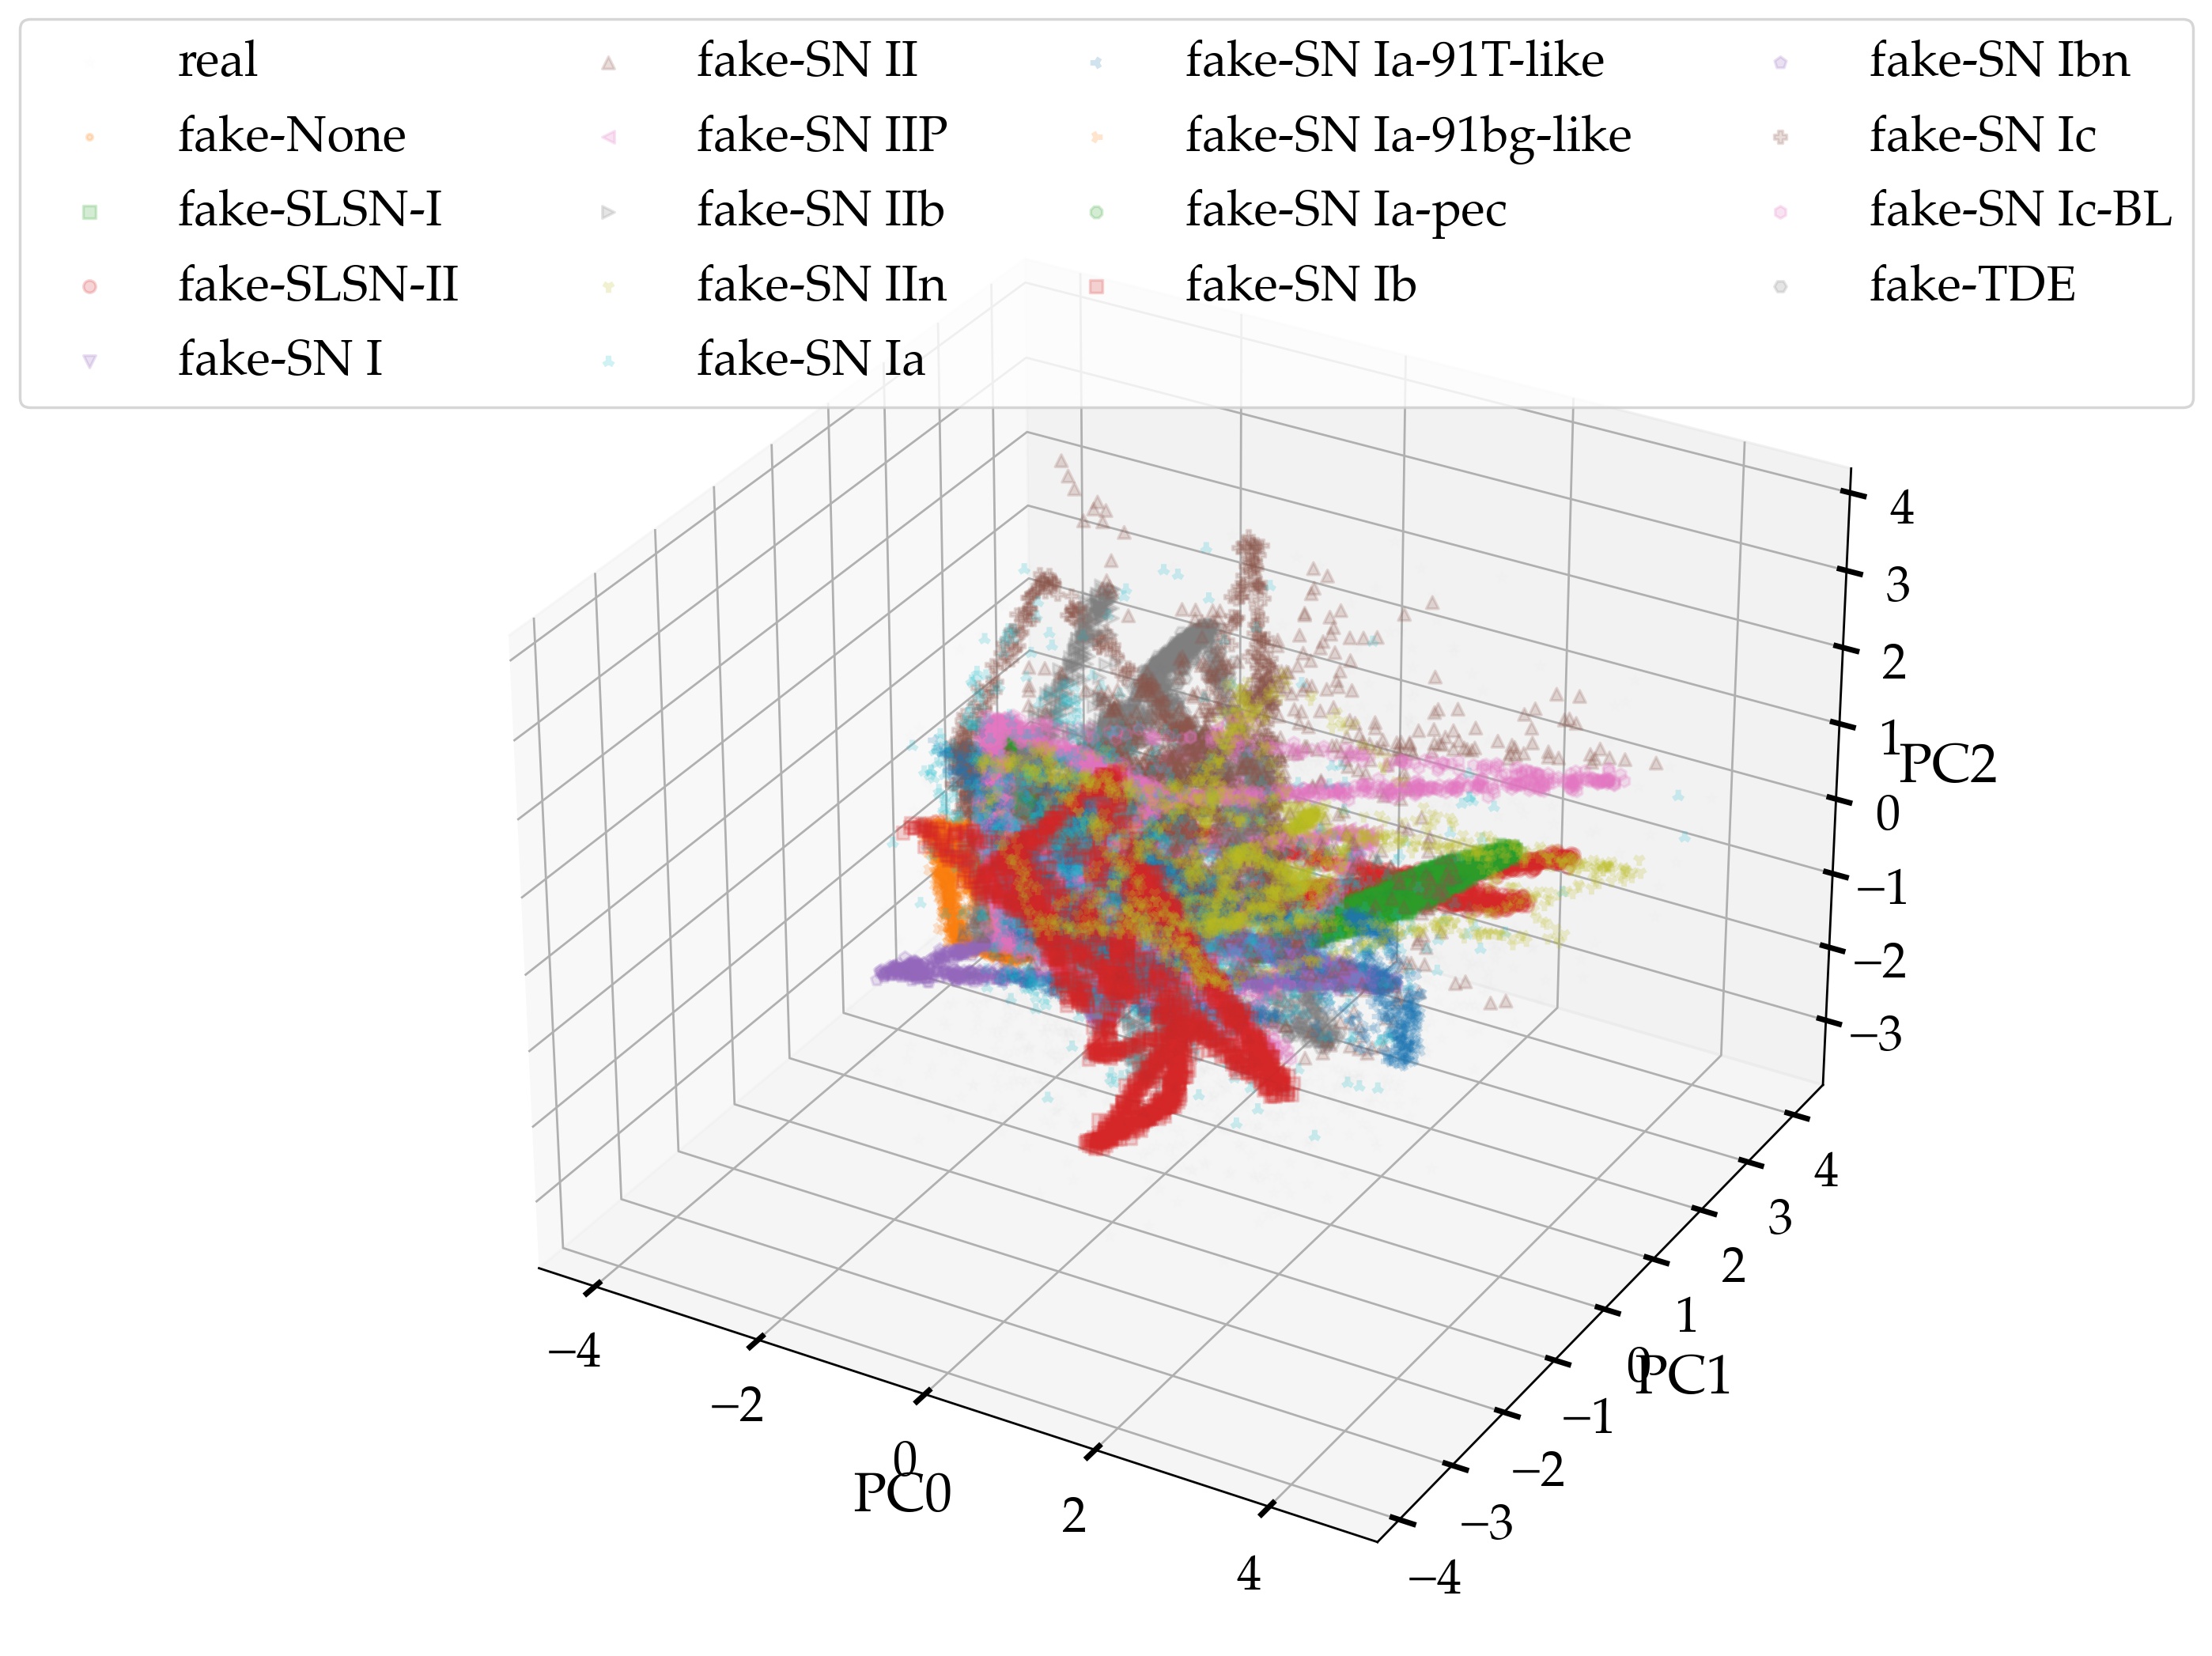 real
fake-None
fake-SLSN-I
fake-SLSN-II
fake-SN I
fake-SN II
fake-SN IIP
fake-SN IIb
fake-SN IIn
fake-SN Ia
fake-SN Ia-91T-like
fake-SN Ia-91bg-like
fake-SN Ia-pec
fake-SN Ib
fake-SN Ibn
fake-SN Ic
fake-SN Ic-BL
fake-TDE
4
3
2
1
PC2
0
−1
−2
−3
4
3
2
1
0
PC1
−1
−2
−3
−4
−4
−2
0
PC0
2
4